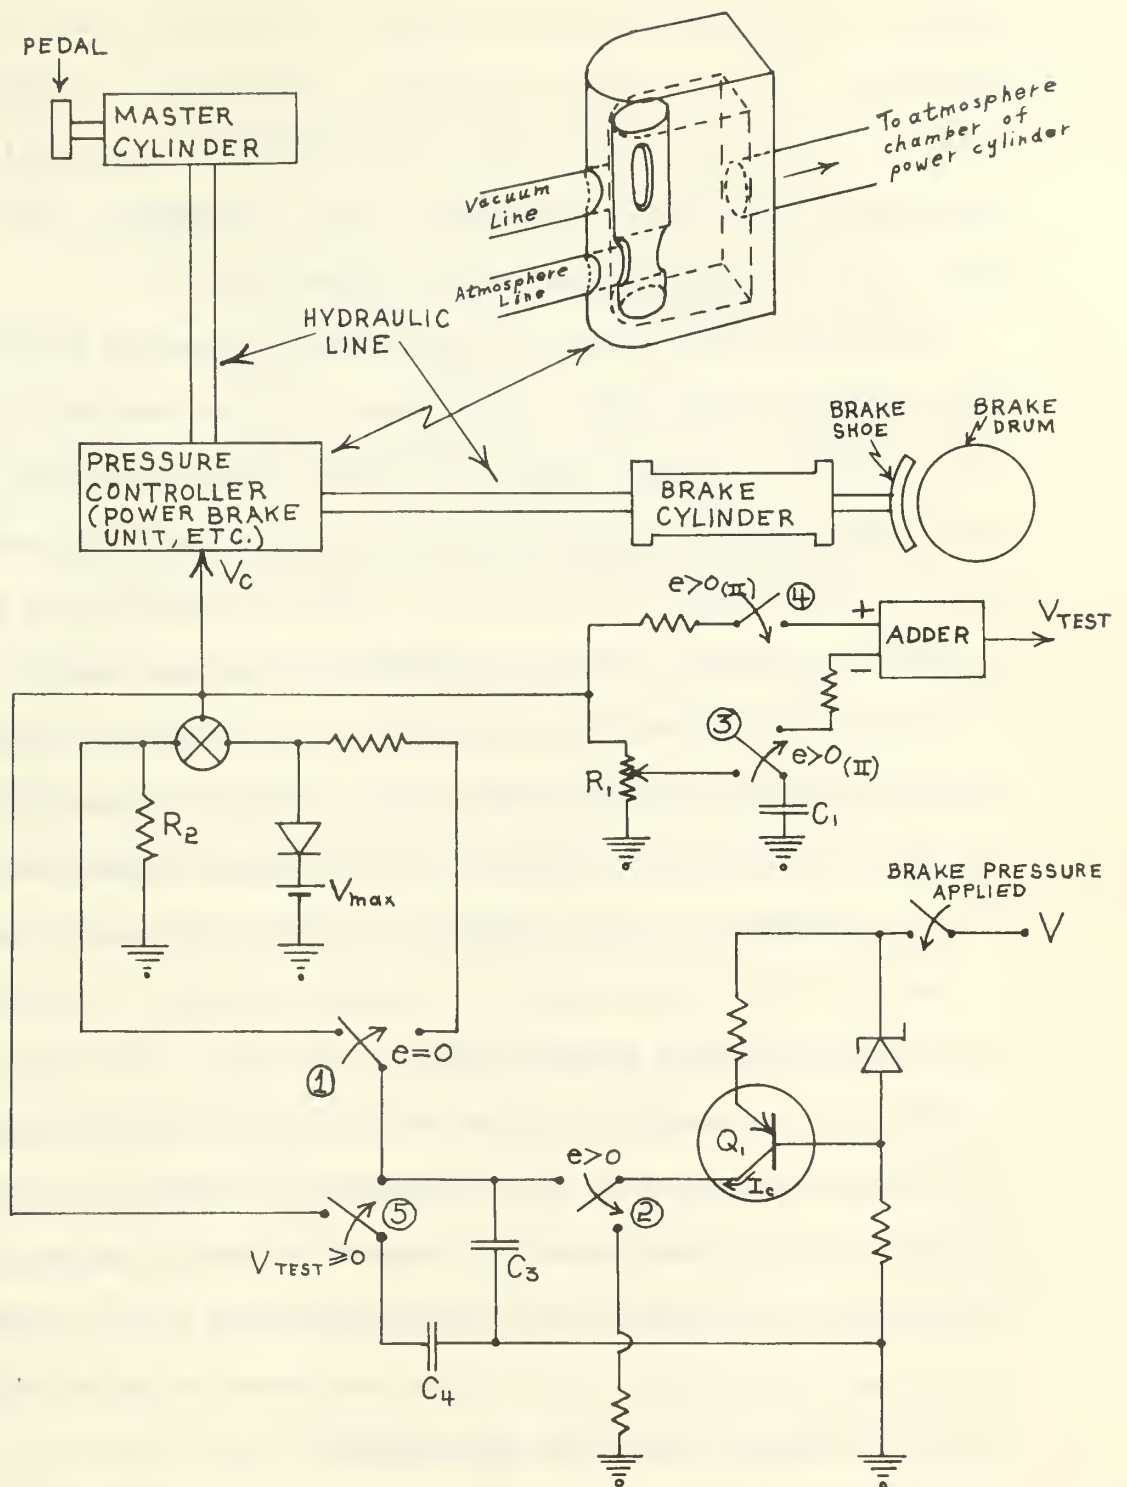 PEDAL
MASTER
CYLINDER
To atmosphere
chamber of
power cylinder
Vacuum
Line
Atmosphere
Line
HYDRAULIC
LINE
BRAKE
SHOE
BRAKE
DRUM
PRESSURE
CONTROLLER
(POWER BRAKE
UNIT, ETC.)
BRAKE
CYLINDER
Vc
e>0(II)
④
+
ADDER
VTEST
−
③
e>0(II)
R1
C1
R2
Vmax
BRAKE PRESSURE
APPLIED
V
e=0
①
Q1
Ic
e>0
②
⑤
VTEST≥0
C3
C4